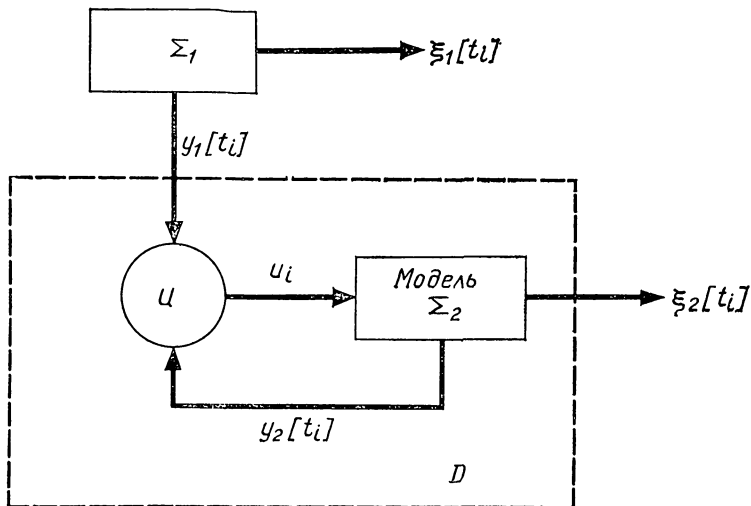 Σ₁
ξ₁[tᵢ]
y₁[tᵢ]
U
uᵢ
Модель
Σ₂
ξ₂[tᵢ]
y₂[tᵢ]
D